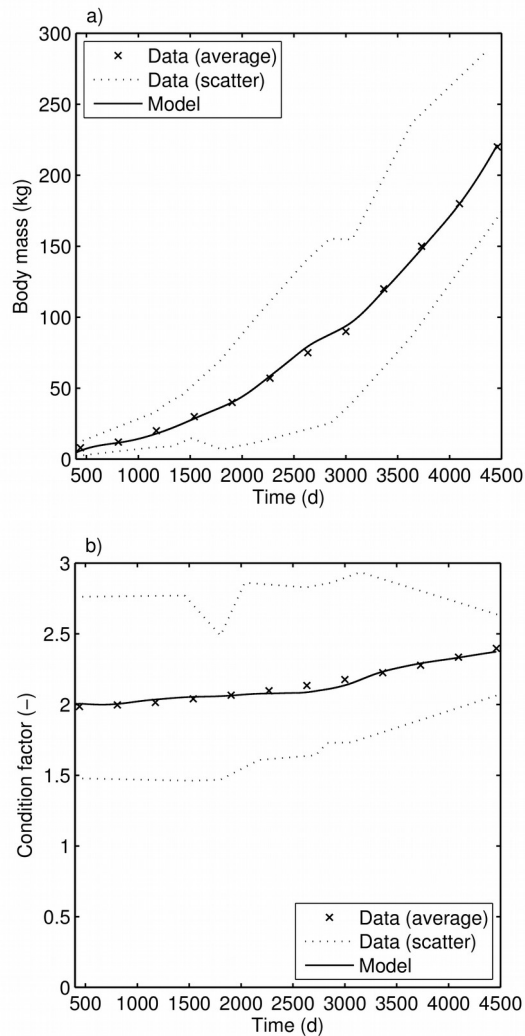 a)
300
250
200
150
100
50
0
Body mass (kg)
Data (average)
Data (scatter)
Model
500 1000 1500 2000 2500 3000 3500 4000 4500
Time (d)
b)
3
2.5
2
1.5
1
0.5
0
Condition factor (−)
Data (average)
Data (scatter)
Model
500 1000 1500 2000 2500 3000 3500 4000 4500
Time (d)